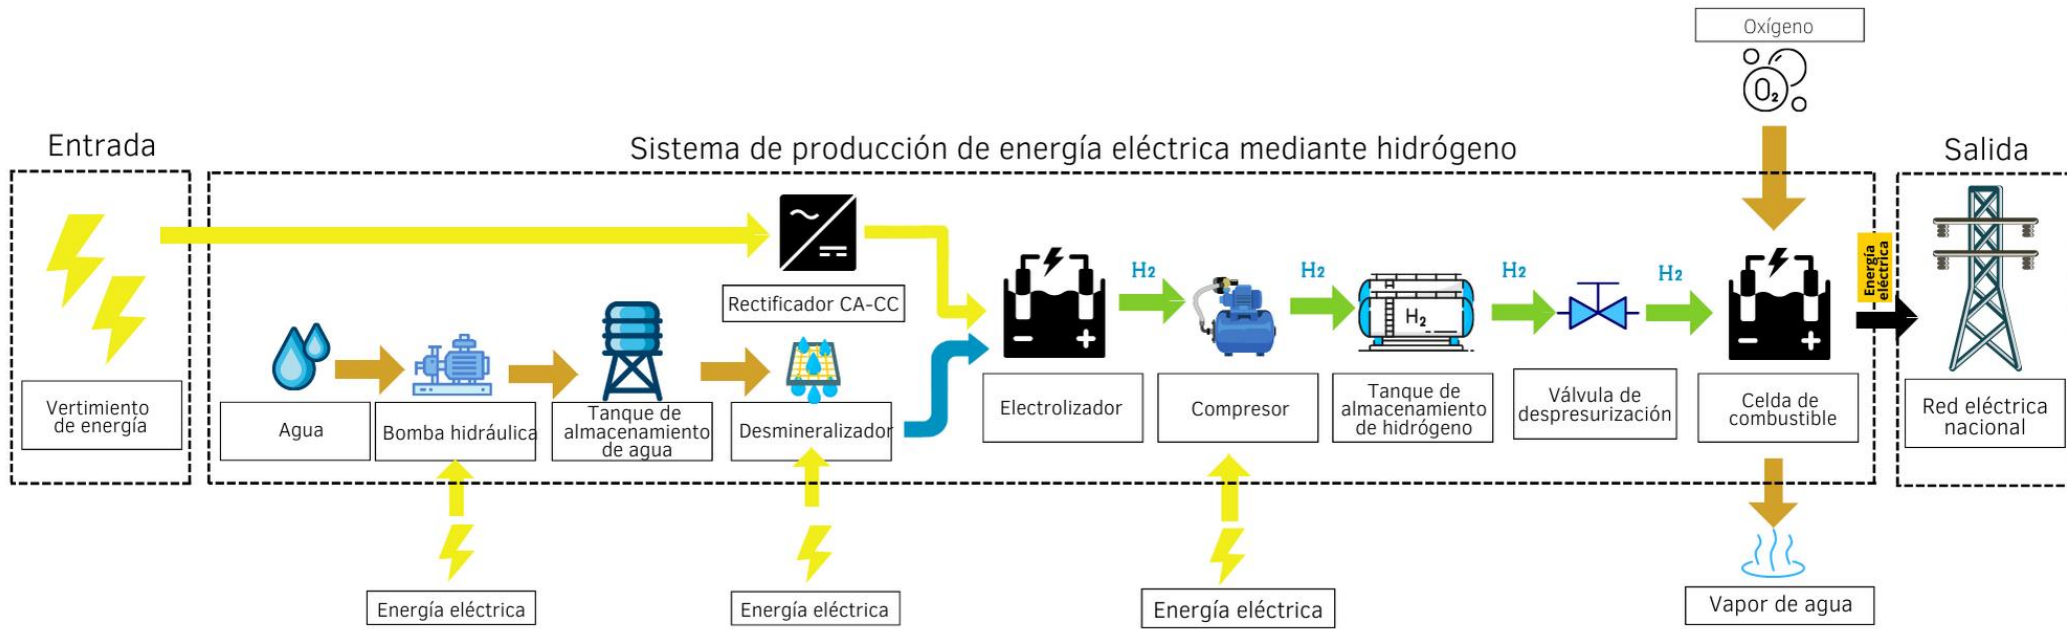 Oxígeno
O₂
Entrada
Sistema de producción de energía eléctrica mediante hidrógeno
Salida
Energía
eléctrica
H₂
H₂
H₂
H₂
Rectificador CA-CC
H₂
Vertimiento
de energía
Agua
Bomba hidráulica
Tanque de
almacenamiento
de agua
Desmineralizador
Electrolizador
Compresor
Tanque de
almacenamiento
de hidrógeno
Válvula de
despresurización
Celda de
combustible
Red eléctrica
nacional
Energía eléctrica
Energía eléctrica
Energía eléctrica
Vapor de agua